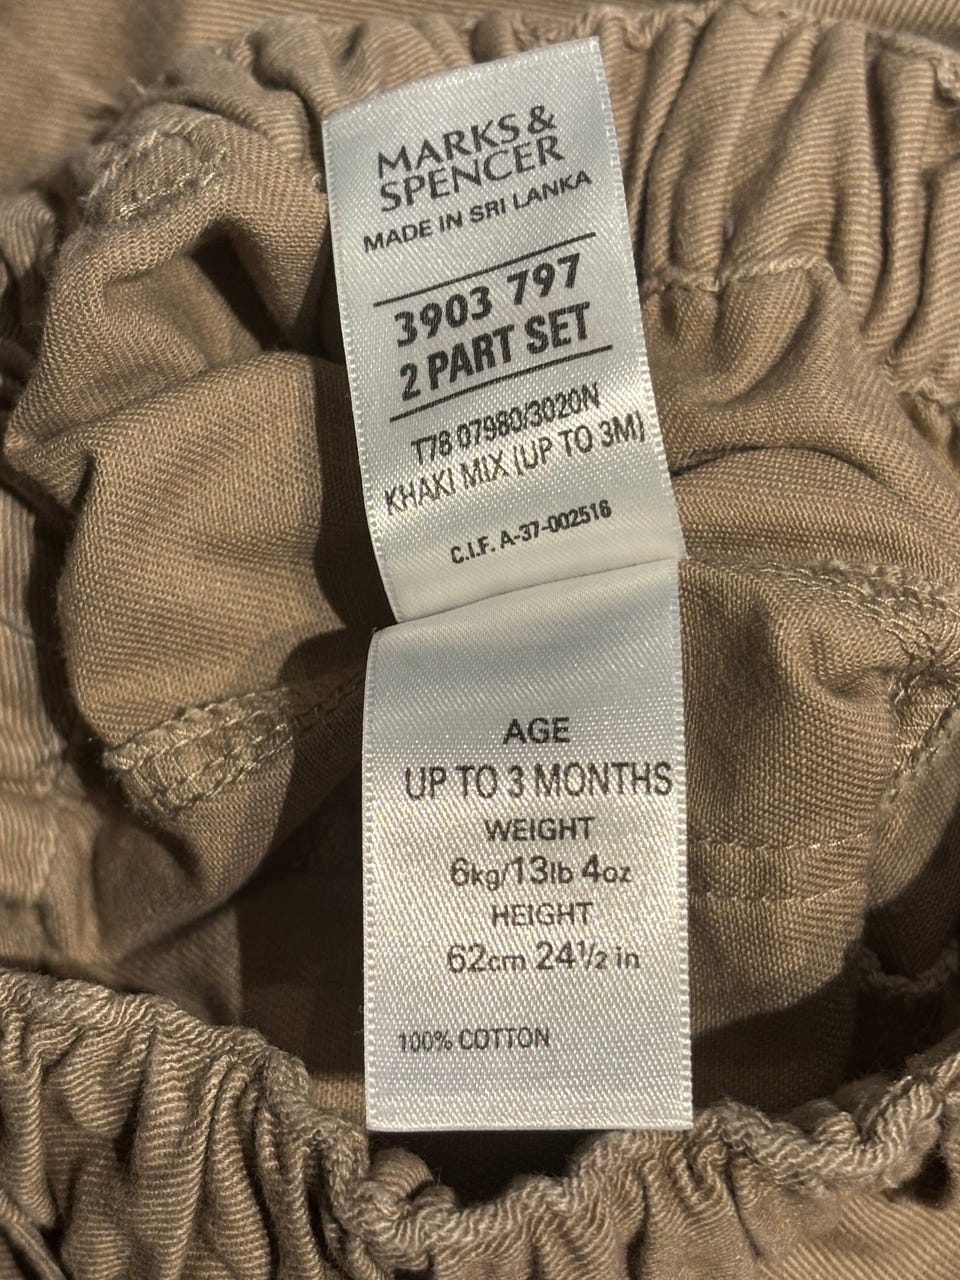 MARKS &
SPENCER
MADE IN SRI LANKA
3903 797
2 PART SET
T78 07980/3020N
KHAKI MIX (UP TO 3M)
C.I.F. A-37-002516
AGE
UP TO 3 MONTHS
WEIGHT
6kg/13lb 4oz
HEIGHT
62cm 24½ in
100% COTTON